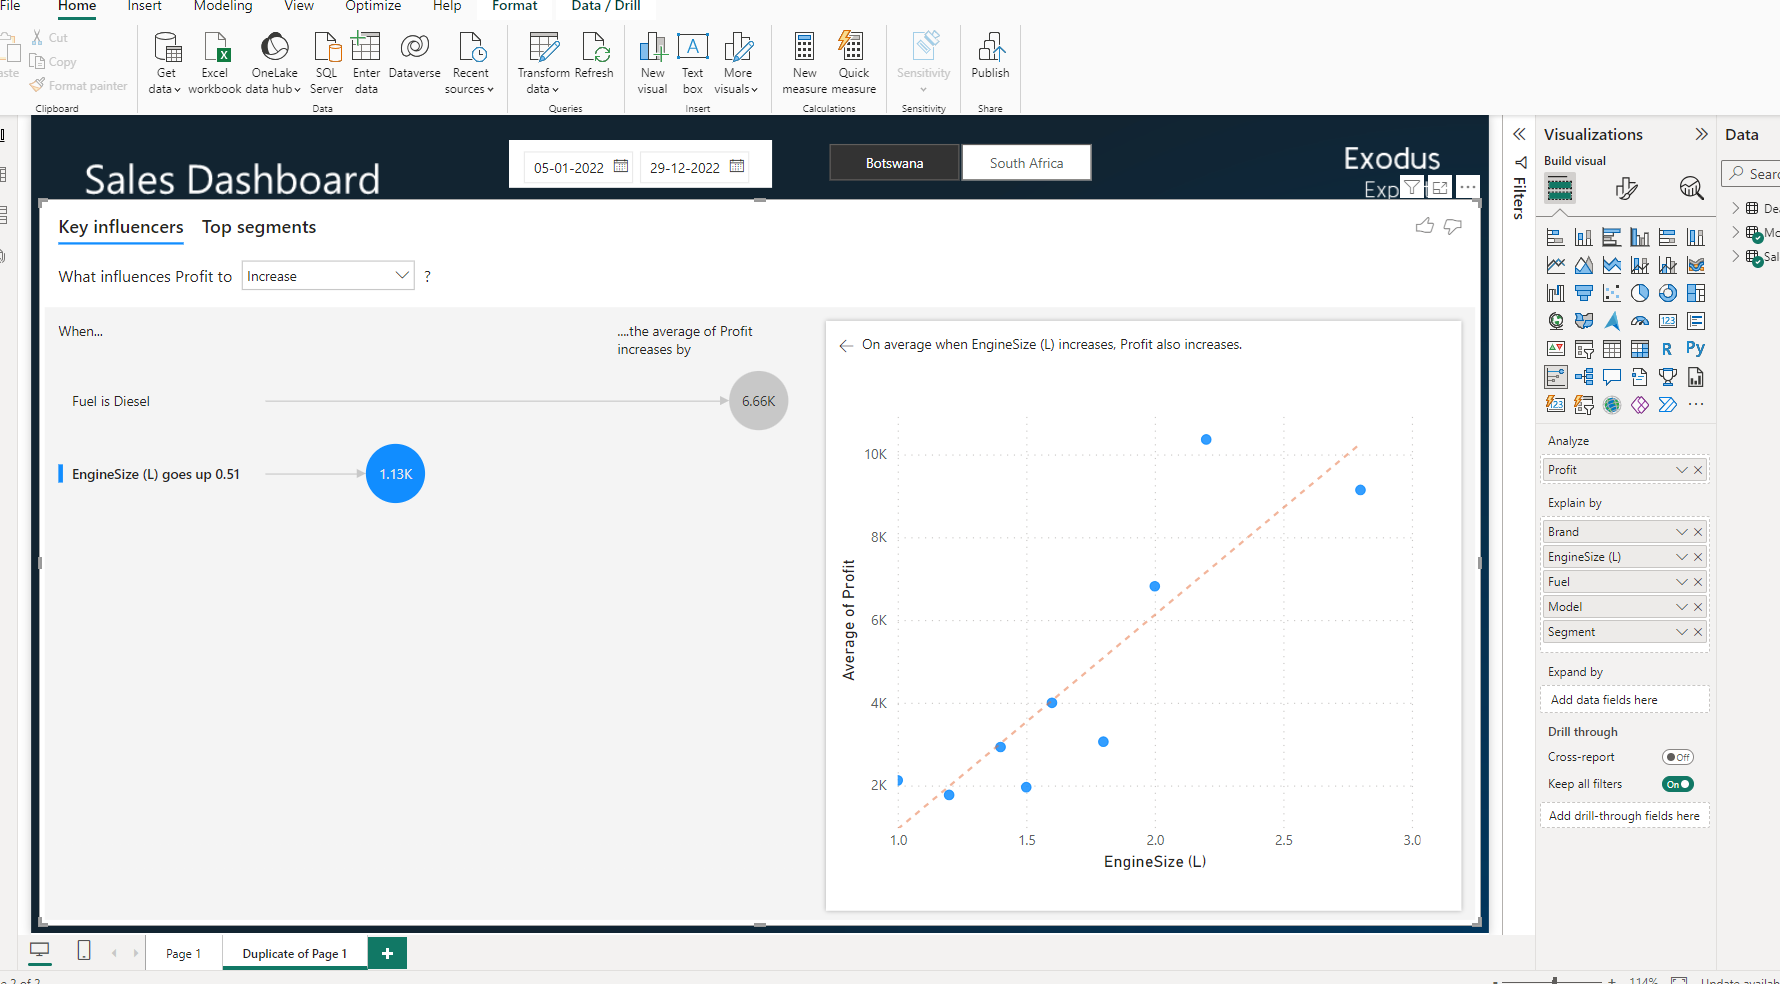 File Home Insert Modeling View Optimize Help Format Data / Drill
Cut
Copy
Format painter
Clipboard
Get data
Excel workbook
OneLake data hub
SQL Server
Enter data
Dataverse
Recent sources
Data
Transform data
Refresh
Queries
New visual
Text box
More visuals
Insert
New measure
Quick measure
Calculations
Sensitivity
Sensitivity
Publish
Share
Sales Dashboard
05-01-2022
29-12-2022
Botswana
South Africa
Exodus
Exp
Key influencers Top segments
What influences Profit to Increase ?
When...
....the average of Profit
increases by
Fuel is Diesel
6.66K
EngineSize (L) goes up 0.51
1.13K
On average when EngineSize (L) increases, Profit also increases.
10K
8K
6K
4K
2K
Average of Profit
1.0 1.5 2.0 2.5 3.0
EngineSize (L)
Filters
Visualizations
Build visual
123
R
Py
123
Analyze
Profit
Explain by
Brand
EngineSize (L)
Fuel
Model
Segment
Expand by
Add data fields here
Drill through
Cross-report Off
Keep all filters On
Add drill-through fields here
Data
Sear
De
Mo
Sal
Page 1
Duplicate of Page 1
+
e 2 of 2
114%
Update availab